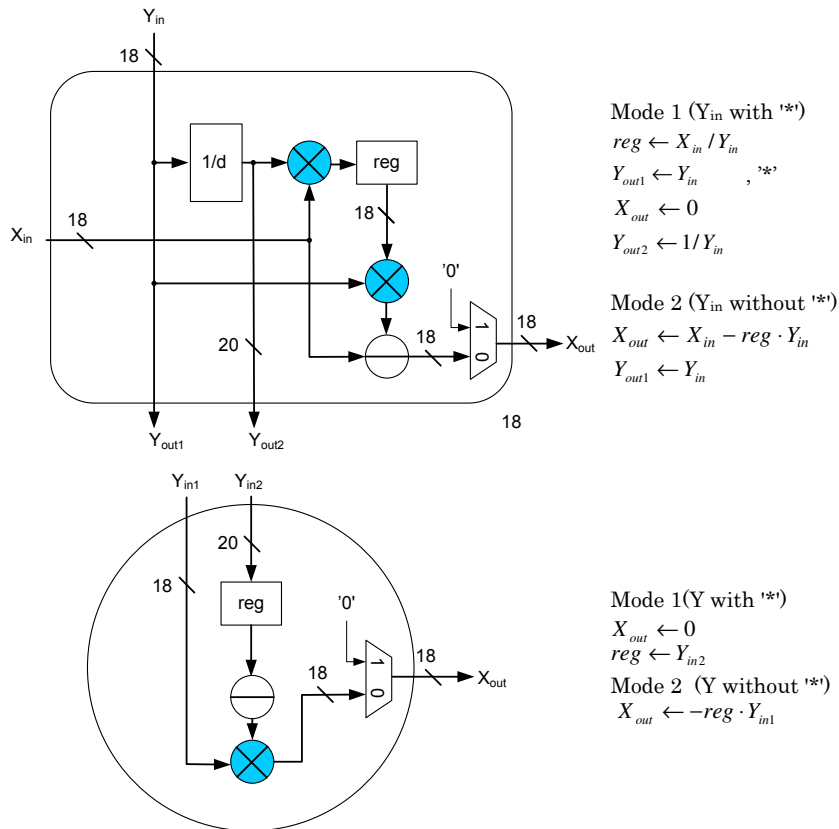 Y_in
18
1/d
reg
18
X_in
18
'0'
1
0
18
18
X_out
20
Y_out1
Y_out2
18
Mode 1 (Y_in with '*')
reg ← X_in / Y_in
Y_out1 ← Y_in , '*'
X_out ← 0
Y_out2 ← 1/ Y_in
Mode 2 (Y_in without '*')
X_out ← X_in − reg · Y_in
Y_out1 ← Y_in
Y_in1
Y_in2
20
18
reg
'0'
1
0
18
18
X_out
Mode 1(Y with '*')
X_out ← 0
reg ← Y_in2
Mode 2 (Y without '*')
X_out ← −reg · Y_in1